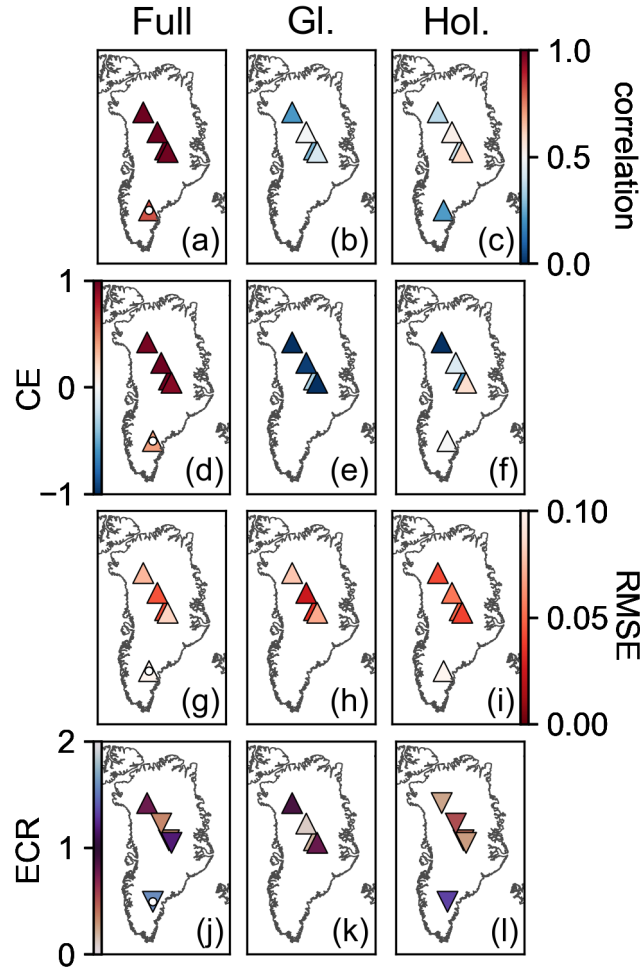 Full Gl. Hol.
(a) (b) (c)
1.0
0.5
0.0
correlation
1
0
−1
CE
(d) (e) (f)
(g) (h) (i)
0.10
0.05
0.00
RMSE
2
1
0
ECR
(j) (k) (l)